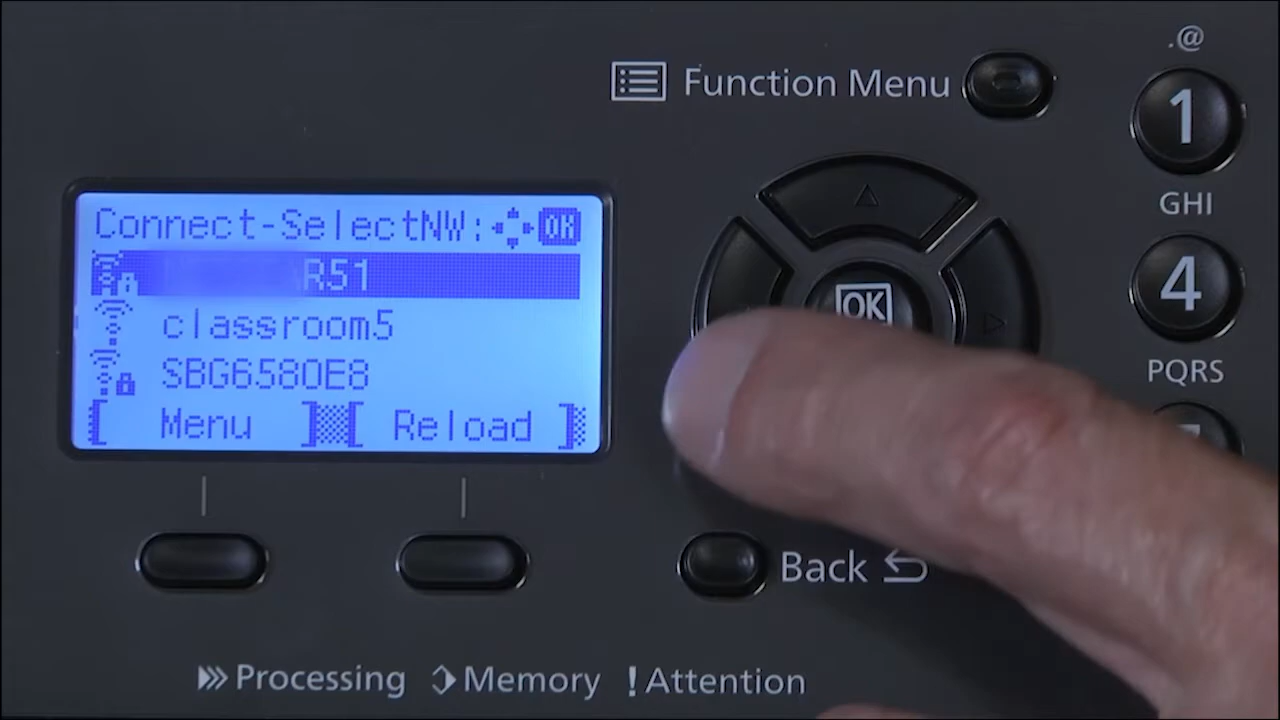 .@
Function Menu
1
GHI
Connect-SelectNW: OK
R51
classroom5
SBG6580E8
[ Menu ] [ Reload ]
OK
4
PQRS
Back
Processing
Memory
! Attention